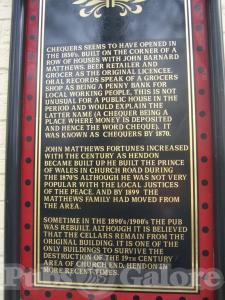 CHEQUERS SEEMS TO HAVE OPENED IN
THE 1850's, BUILT ON THE CORNER OF A
ROW OF HOUSES WITH JOHN BARNARD
MATTHEWS, BEER RETAILER AND
GROCER AS THE ORIGINAL LICENCEE.
ORAL RECORDS SPEAK OF A GROCERS
SHOP AS BEING A PENNY BANK FOR
LOCAL WORKING PEOPLE. THIS IS NOT
UNUSUAL FOR A PUBLIC HOUSE IN THE
PERIOD AND WOULD EXPLAIN THE
LATTER NAME (A CHEQUER BEING A
PLACE WHERE MONEY IS DEPOSITED
AND HENCE THE WORD CHEQUE). IT
WAS KNOWN AS CHEQUERS BY 1870.
JOHN MATTHEWS FORTUNES INCREASED
WITH THE CENTURY AS HENDON
BECAME BUILT UP HE BUILT THE PRINCE
OF WALES IN CHURCH ROAD DURING
THE 1870'S ALTHOUGH HE WAS NOT VERY
POPULAR WITH THE LOCAL JUSTICES
OF THE PEACE. AND BY 1899 THE
MATTHEWS FAMILY HAD MOVED FROM
THE AREA.
SOMETIME IN THE 1890's/1900's THE PUB
WAS REBUILT. ALTHOUGH IT IS BELIEVED
THAT THE CELLARS REMAIN FROM THE
ORIGINAL BUILDING. IT IS ONE OF THE
ONLY BUILDINGS TO SURVIVE THE
DESTRUCTION OF THE 19TH CENTURY
AREA OF CHURCH END, HENDON IN
MORE RECENT TIMES.
Pubs Galore